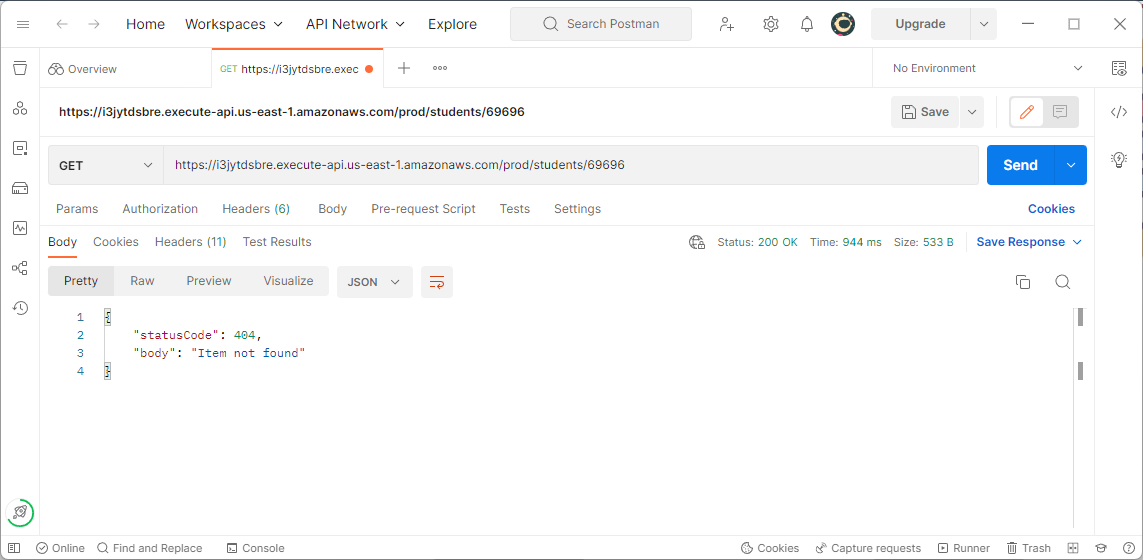 Home Workspaces API Network Explore Search Postman Upgrade
Overview GET https://i3jytdsbre.exec No Environment
https://i3jytdsbre.execute-api.us-east-1.amazonaws.com/prod/students/69696 Save
GET https://i3jytdsbre.execute-api.us-east-1.amazonaws.com/prod/students/69696 Send
Params Authorization Headers (6) Body Pre-request Script Tests Settings Cookies
Body Cookies Headers (11) Test Results Status: 200 OK Time: 944 ms Size: 533 B Save Response
Pretty Raw Preview Visualize JSON
1 {
2 "statusCode": 404,
3 "body": "Item not found"
4 }
Online Find and Replace Console Cookies Capture requests Runner Trash